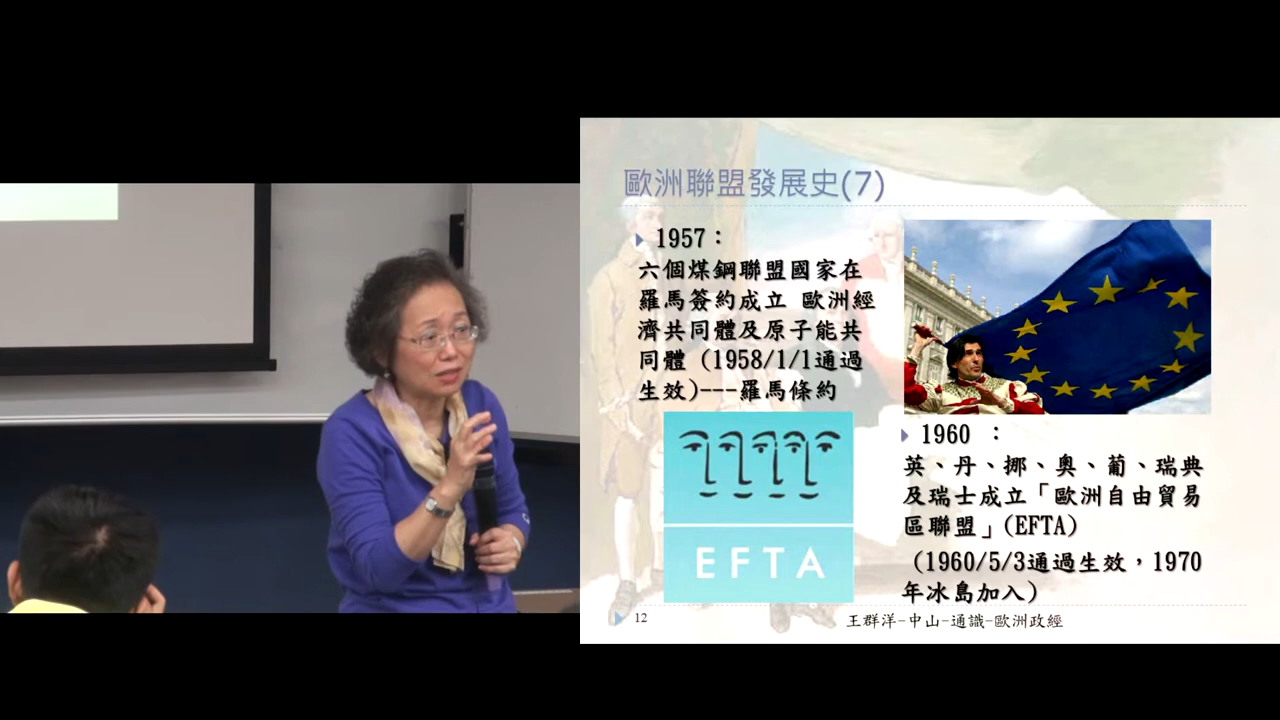 歐洲聯盟發展史(7)
1957：
六個煤鋼聯盟國家在
羅馬簽約成立 歐洲經
濟共同體及原子能共
同體 (1958/1/1通過
生效)---羅馬條約
EFTA
1960 ：
英、丹、挪、奧、葡、瑞典
及瑞士成立「歐洲自由貿易
區聯盟」(EFTA)
(1960/5/3通過生效，1970
年冰島加入)
12
王群洋-中山-通識-歐洲政經